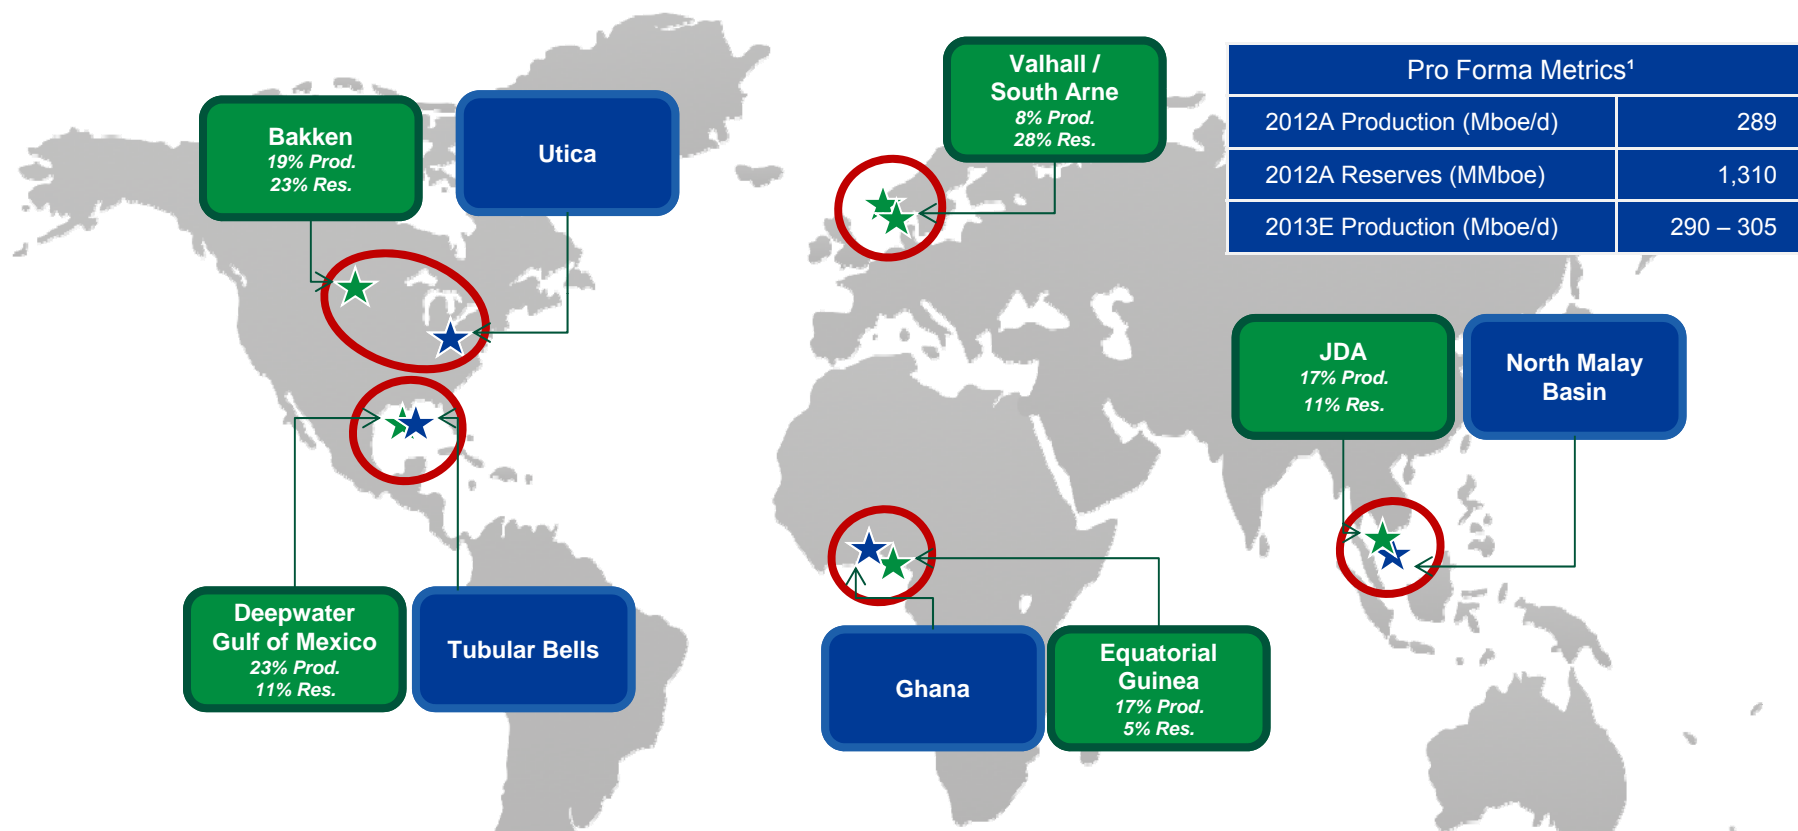 Bakken
19% Prod.
23% Res.
Utica
Valhall /
South Arne
8% Prod.
28% Res.
Pro Forma Metrics¹
2012A Production (Mboe/d) 289
2012A Reserves (MMboe) 1,310
2013E Production (Mboe/d) 290 – 305
JDA
17% Prod.
11% Res.
North Malay
Basin
Deepwater
Gulf of Mexico
23% Prod.
11% Res.
Tubular Bells
Ghana
Equatorial
Guinea
17% Prod.
5% Res.